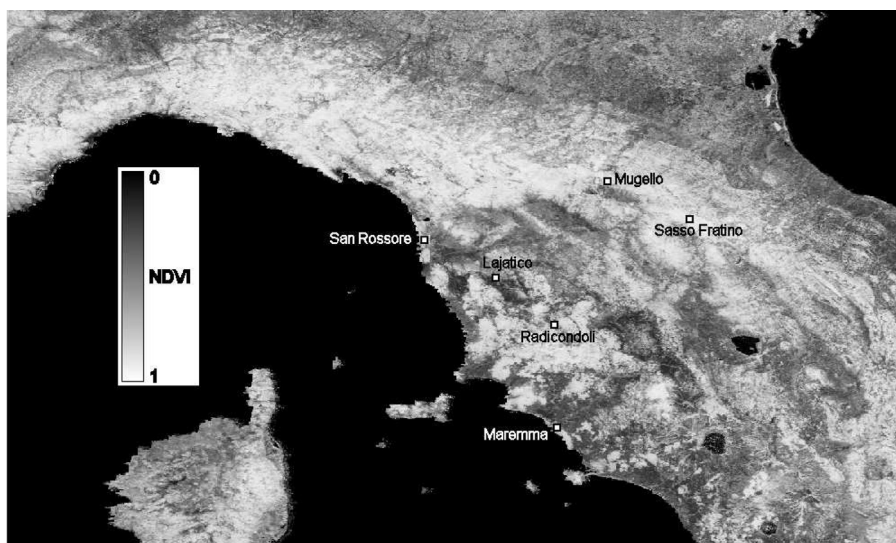 0
NDVI
1
Mugello
Sasso Fratino
San Rossore
Lajatico
Radicondoli
Maremma